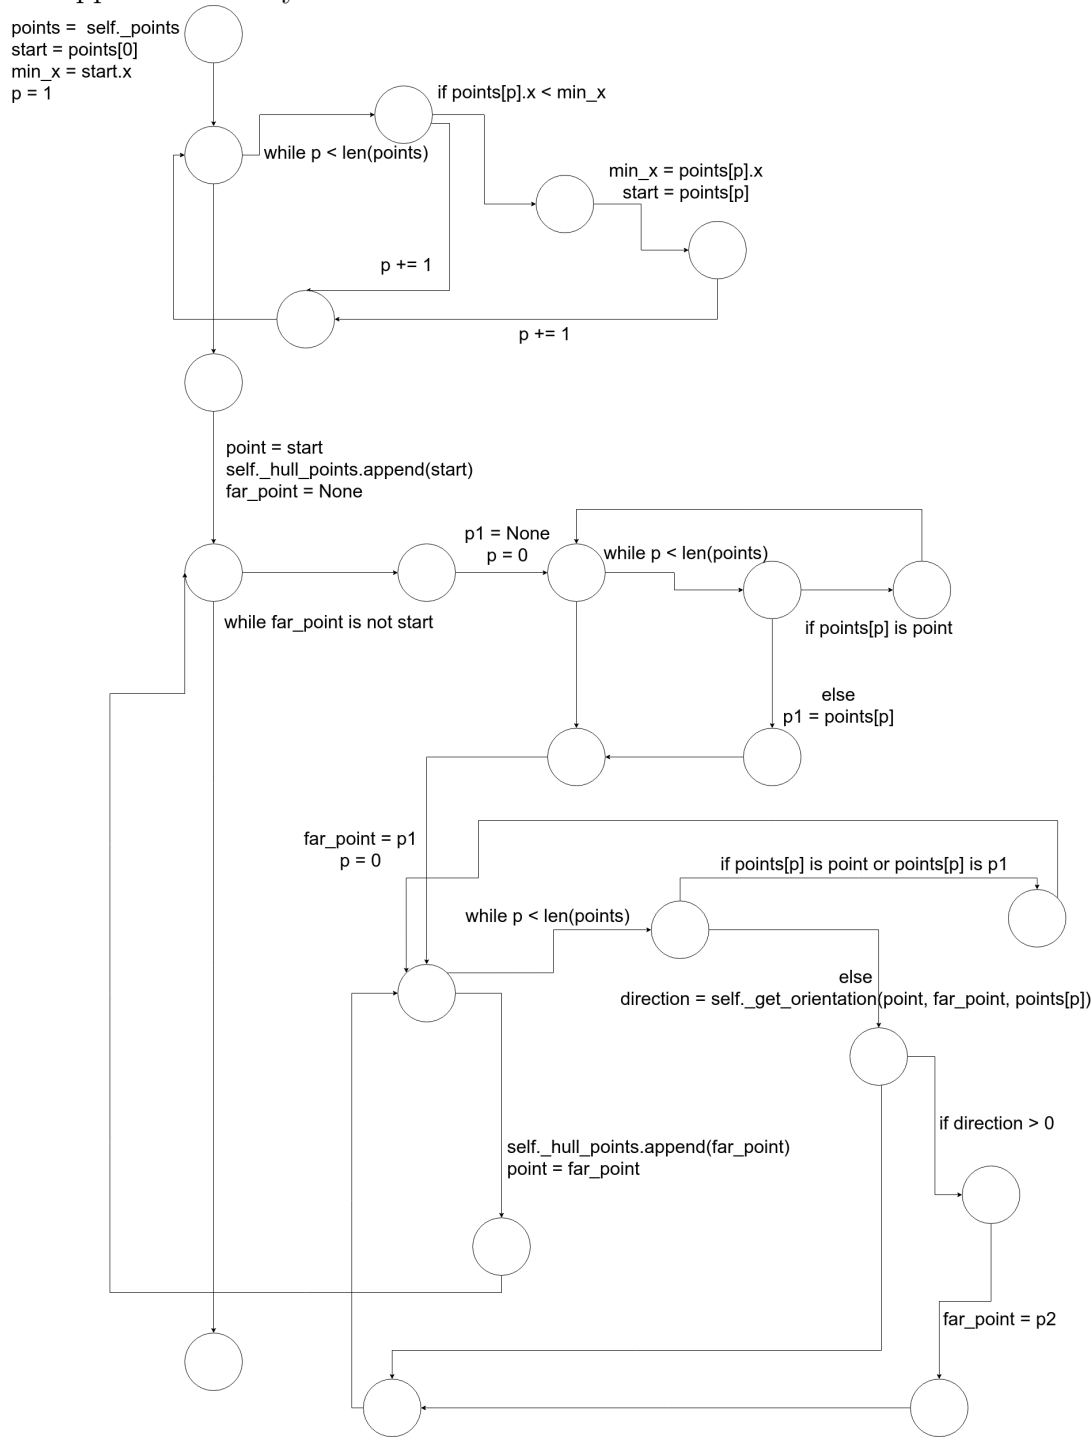 points =  self._points
start = points[0]
min_x = start.x
p = 1
if points[p].x < min_x
while p < len(points)
min_x = points[p].x
start = points[p]
p += 1
p += 1
point = start
self._hull_points.append(start)
far_point = None
p1 = None
p = 0
while p < len(points)
while far_point is not start
if points[p] is point
else
p1 = points[p]
far_point = p1
p = 0
if points[p] is point or points[p] is p1
while p < len(points)
else
direction = self._get_orientation(point, far_point, points[p])
if direction > 0
self._hull_points.append(far_point)
point = far_point
far_point = p2